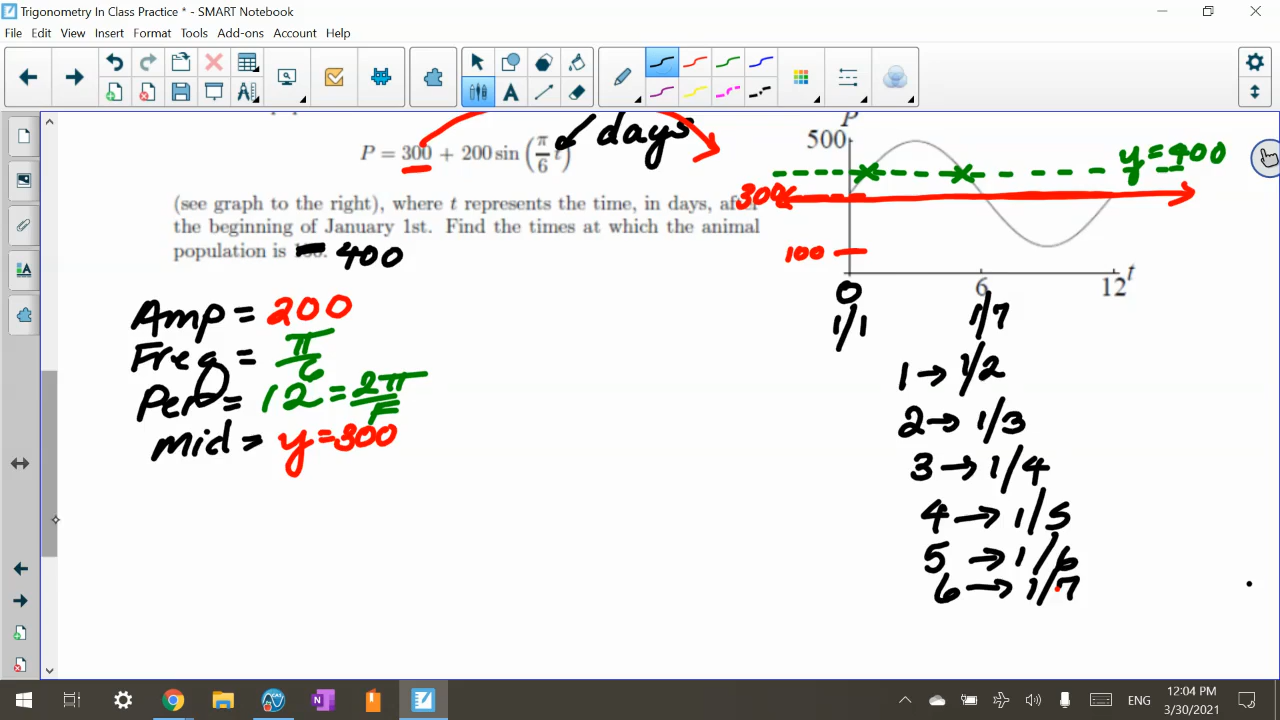 Trigonometry In Class Practice * - SMART Notebook
File Edit View Insert Format Tools Add-ons Account Help
days
P = 300 + 200 sin (π/6 t)
(see graph to the right), where t represents the time, in days, after
the beginning of January 1st. Find the times at which the animal
population is 400
Amp = 200
Freq = π/6
Per = 12 = 2π/F
Mid = y=300
P
500
y=400
300
100
0 6 12 t
1/1 1/7
1 → 1/2
2 → 1/3
3 → 1/4
4 → 1/5
5 → 1/6
6 → 1/7
ENG
12:04 PM
3/30/2021